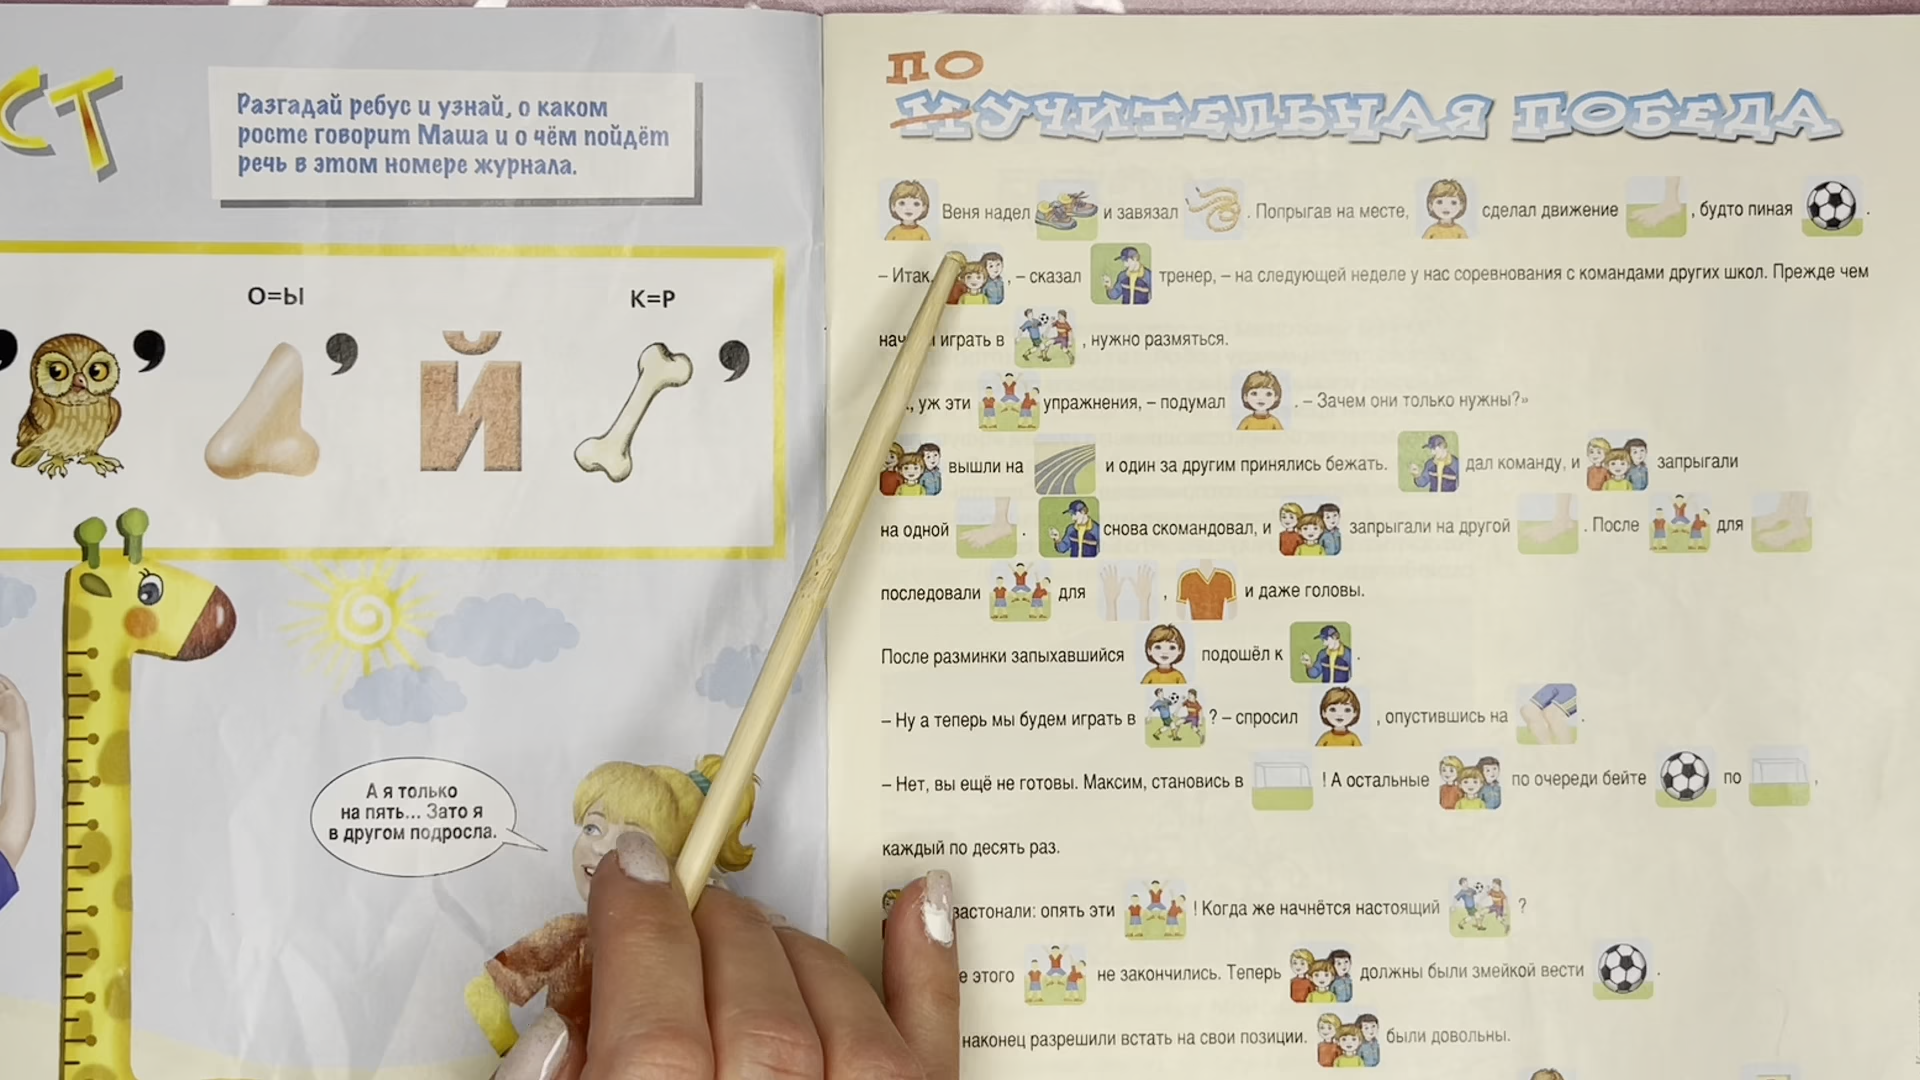 СТ
Разгадай ребус и узнай, о каком
росте говорит Маша и о чём пойдёт
речь в этом номере журнала.
О=Ы
К=Р
’ ’ Й ’
А я только
на пять... Зато я
в другом подросла.
ПО
НУЧИТЕЛЬНАЯ ПОБЕДА
Веня надел и завязал . Попрыгав на месте, сделал движение , будто пиная .
– Итак, , – сказал тренер, – на следующей неделе у нас соревнования с командами других школ. Прежде чем
играть в , нужно размяться.
, уж эти упражнения, – подумал . – Зачем они только нужны?»
вышли на и один за другим принялись бежать. дал команду, и запрыгали
на одной . снова скомандовал, и запрыгали на другой . После для
последовали для , и даже головы.
После разминки запыхавшийся подошёл к .
– Ну а теперь мы будем играть в ? – спросил , опустившись на .
– Нет, вы ещё не готовы. Максим, становись в ! А остальные по очереди бейте по ,
каждый по десять раз.
застонали: опять эти ! Когда же начнётся настоящий ?
этого не закончились. Теперь должны были змейкой вести .
наконец разрешили встать на свои позиции. были довольны.